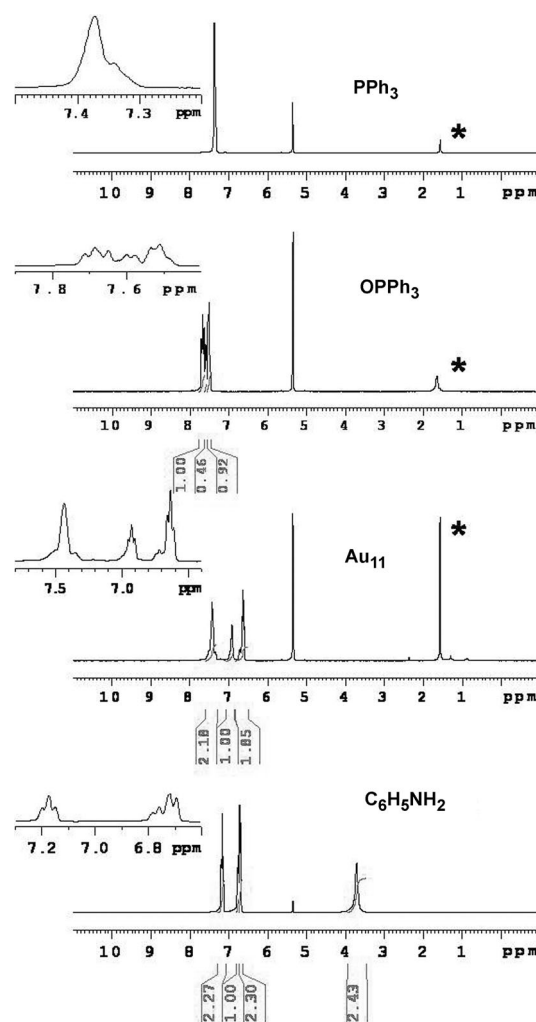 7.4 7.3 ppm
PPh3
*
10 9 8 7 6 5 4 3 2 1 ppm
7.8 7.6 ppm
OPPh3
*
10 9 8 7 6 5 4 3 2 1 ppm
1.00 0.46 0.92
7.5 7.0
Au11
*
10 9 8 7 6 5 4 3 2 1 ppm
2.18 1.00 1.85
7.2 7.0 6.8 ppm
C6H5NH2
10 9 8 7 6 5 4 3 2 1 ppm
2.27 1.00 2.30 2.43